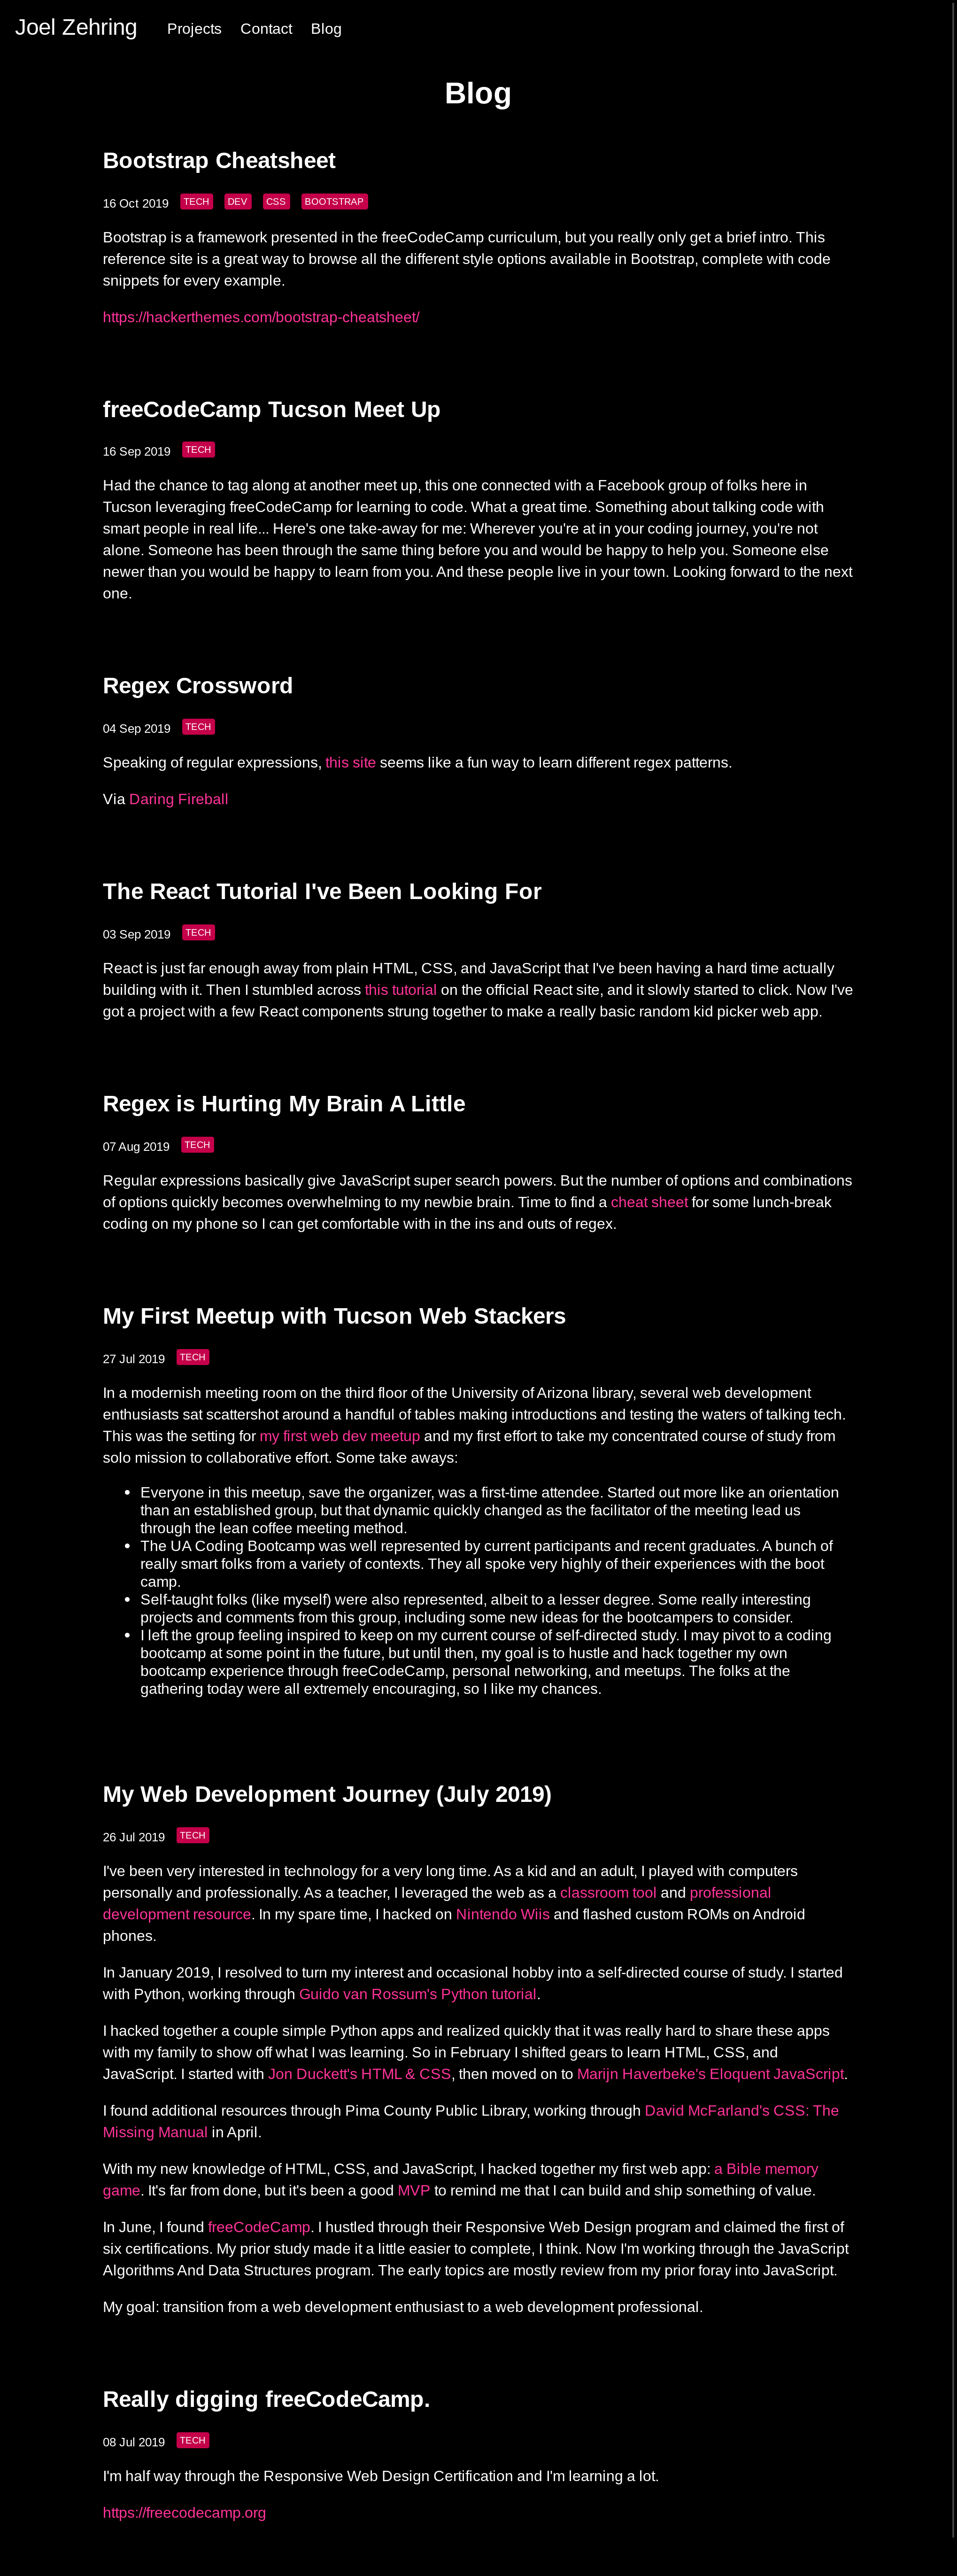 Joel Zehring Projects Contact Blog
Blog
Bootstrap Cheatsheet
16 Oct 2019 TECH DEV CSS BOOTSTRAP
Bootstrap is a framework presented in the freeCodeCamp curriculum, but you really only get a brief intro. This
reference site is a great way to browse all the different style options available in Bootstrap, complete with code
snippets for every example.
https://hackerthemes.com/bootstrap-cheatsheet/
freeCodeCamp Tucson Meet Up
16 Sep 2019 TECH
Had the chance to tag along at another meet up, this one connected with a Facebook group of folks here in
Tucson leveraging freeCodeCamp for learning to code. What a great time. Something about talking code with
smart people in real life... Here's one take-away for me: Wherever you're at in your coding journey, you're not
alone. Someone has been through the same thing before you and would be happy to help you. Someone else
newer than you would be happy to learn from you. And these people live in your town. Looking forward to the next
one.
Regex Crossword
04 Sep 2019 TECH
Speaking of regular expressions, this site seems like a fun way to learn different regex patterns.
Via Daring Fireball
The React Tutorial I've Been Looking For
03 Sep 2019 TECH
React is just far enough away from plain HTML, CSS, and JavaScript that I've been having a hard time actually
building with it. Then I stumbled across this tutorial on the official React site, and it slowly started to click. Now I've
got a project with a few React components strung together to make a really basic random kid picker web app.
Regex is Hurting My Brain A Little
07 Aug 2019 TECH
Regular expressions basically give JavaScript super search powers. But the number of options and combinations
of options quickly becomes overwhelming to my newbie brain. Time to find a cheat sheet for some lunch-break
coding on my phone so I can get comfortable with in the ins and outs of regex.
My First Meetup with Tucson Web Stackers
27 Jul 2019 TECH
In a modernish meeting room on the third floor of the University of Arizona library, several web development
enthusiasts sat scattershot around a handful of tables making introductions and testing the waters of talking tech.
This was the setting for my first web dev meetup and my first effort to take my concentrated course of study from
solo mission to collaborative effort. Some take aways:
• Everyone in this meetup, save the organizer, was a first-time attendee. Started out more like an orientation
than an established group, but that dynamic quickly changed as the facilitator of the meeting lead us
through the lean coffee meeting method.
• The UA Coding Bootcamp was well represented by current participants and recent graduates. A bunch of
really smart folks from a variety of contexts. They all spoke very highly of their experiences with the boot
camp.
• Self-taught folks (like myself) were also represented, albeit to a lesser degree. Some really interesting
projects and comments from this group, including some new ideas for the bootcampers to consider.
• I left the group feeling inspired to keep on my current course of self-directed study. I may pivot to a coding
bootcamp at some point in the future, but until then, my goal is to hustle and hack together my own
bootcamp experience through freeCodeCamp, personal networking, and meetups. The folks at the
gathering today were all extremely encouraging, so I like my chances.
My Web Development Journey (July 2019)
26 Jul 2019 TECH
I've been very interested in technology for a very long time. As a kid and an adult, I played with computers
personally and professionally. As a teacher, I leveraged the web as a classroom tool and professional
development resource. In my spare time, I hacked on Nintendo Wiis and flashed custom ROMs on Android
phones.
In January 2019, I resolved to turn my interest and occasional hobby into a self-directed course of study. I started
with Python, working through Guido van Rossum's Python tutorial.
I hacked together a couple simple Python apps and realized quickly that it was really hard to share these apps
with my family to show off what I was learning. So in February I shifted gears to learn HTML, CSS, and
JavaScript. I started with Jon Duckett's HTML & CSS, then moved on to Marijn Haverbeke's Eloquent JavaScript.
I found additional resources through Pima County Public Library, working through David McFarland's CSS: The
Missing Manual in April.
With my new knowledge of HTML, CSS, and JavaScript, I hacked together my first web app: a Bible memory
game. It's far from done, but it's been a good MVP to remind me that I can build and ship something of value.
In June, I found freeCodeCamp. I hustled through their Responsive Web Design program and claimed the first of
six certifications. My prior study made it a little easier to complete, I think. Now I'm working through the JavaScript
Algorithms And Data Structures program. The early topics are mostly review from my prior foray into JavaScript.
My goal: transition from a web development enthusiast to a web development professional.
Really digging freeCodeCamp.
08 Jul 2019 TECH
I'm half way through the Responsive Web Design Certification and I'm learning a lot.
https://freecodecamp.org